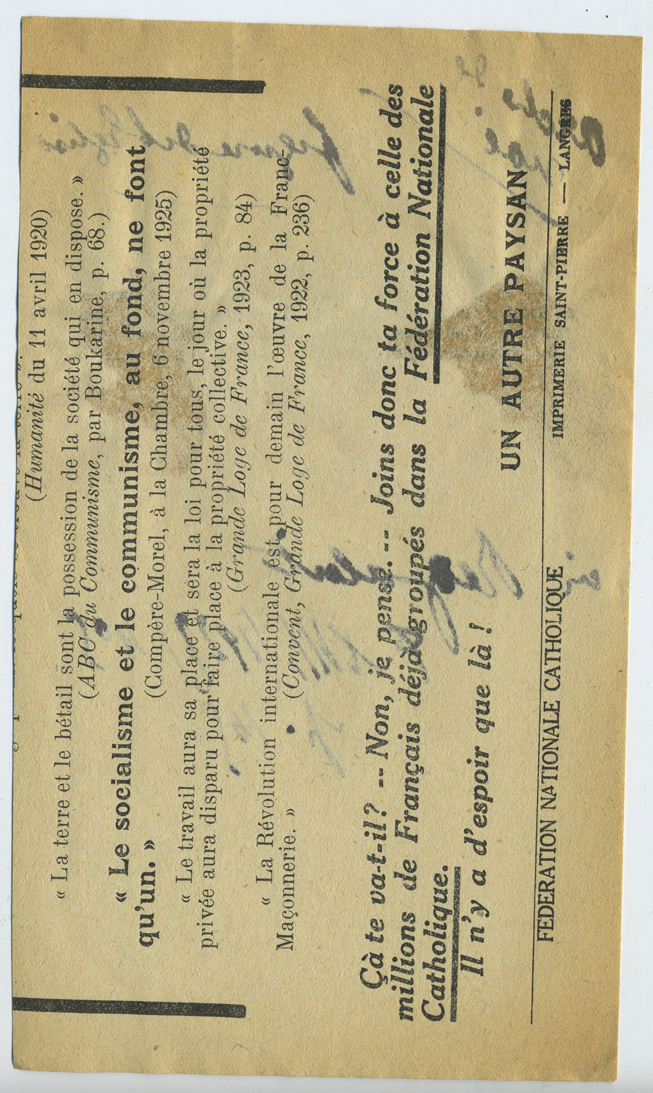 (Humanité du 11 avril 1920)
« La terre et le bétail sont la possession de la société qui en dispose. »
(ABC du Communisme, par Boukarine, p. 68.)
« Le socialisme et le communisme, au fond, ne font
qu'un. »
(Compère-Morel, à la Chambre, 6 novembre 1925)
« Le travail aura sa place et sera la loi pour tous, le jour où la propriété
privée aura disparu pour faire place à la propriété collective. »
(Grande Loge de France, 1923, p. 84)
« La Révolution internationale est pour demain l'œuvre de la Franc-
Maçonnerie. »
(Convent, Grande Loge de France, 1922, p. 236)
Çà te va-t-il? -- Non, je pense. -- Joins donc ta force à celle des
millions de Français déjà groupés dans la Fédération Nationale
Catholique.
Il n'y a d'espoir que là !
UN AUTRE PAYSAN
FEDERATION NATIONALE CATHOLIQUE
IMPRIMERIE SAINT-PIERRE — LANGRES